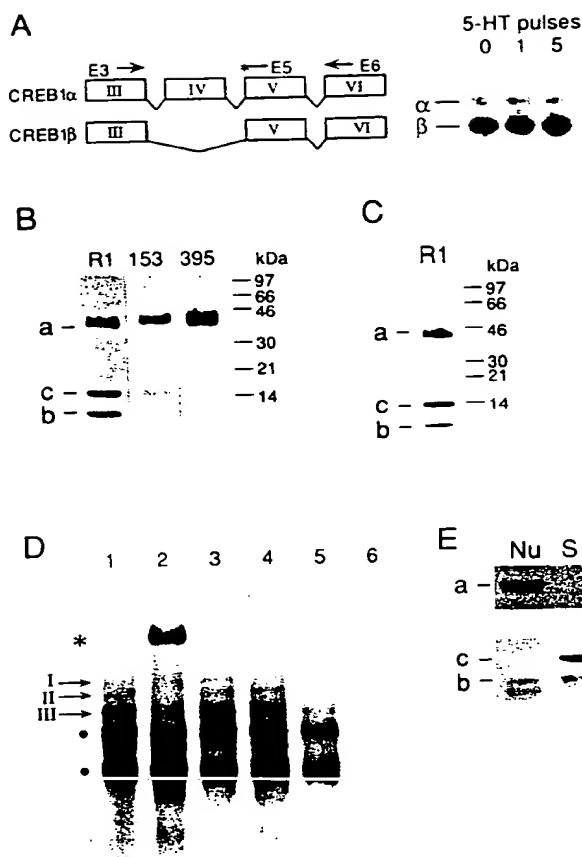 A
5-HT pulses
0 1 5
E3 E5 E6
CREB1α III IV V VI
CREB1β III V VI
α
β
B
R1 153 395 kDa
97
66
46
a
30
21
c
14
b
C
R1 kDa
97
66
a
46
30
21
c
14
b
D
1 2 3 4 5 6
*
I
II
III
E
Nu S
a
c
b